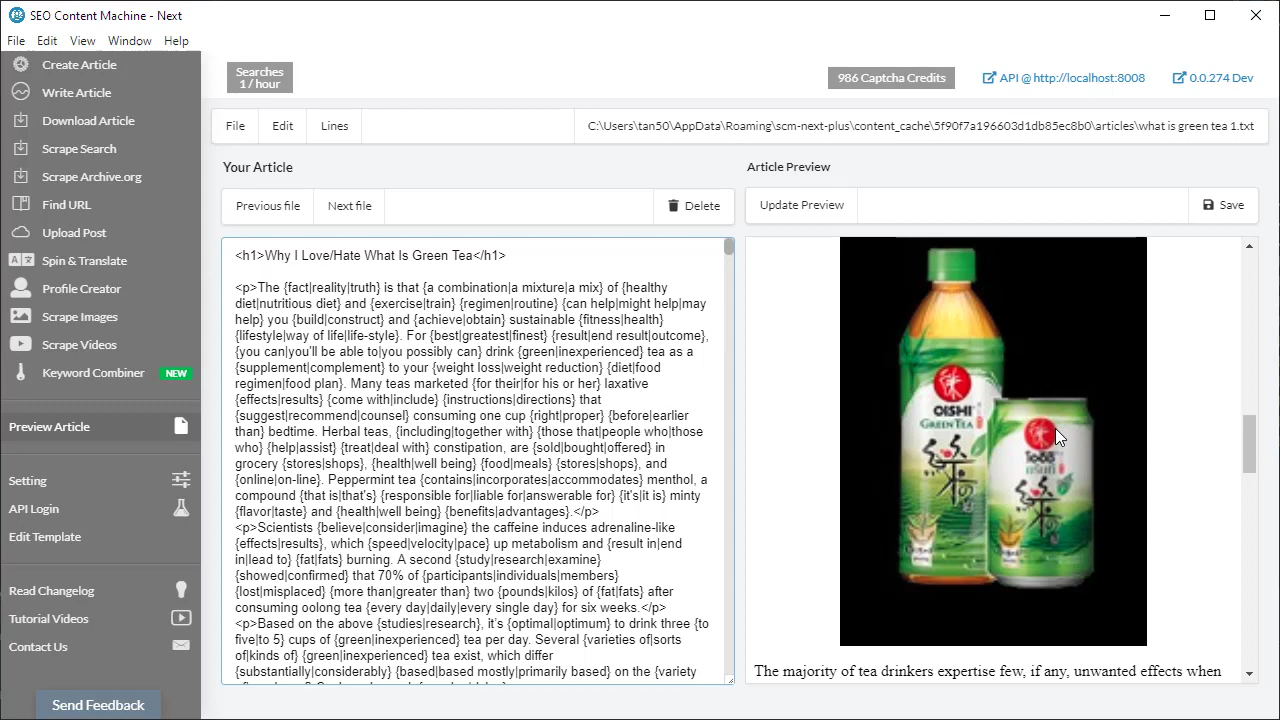 SEO Content Machine - Next
File Edit View Window Help
Create Article
Write Article
Download Article
Scrape Search
Scrape Archive.org
Find URL
Upload Post
Spin & Translate
Profile Creator
Scrape Images
Scrape Videos
Keyword Combiner NEW
Preview Article
Setting
API Login
Edit Template
Read Changelog
Tutorial Videos
Contact Us
Send Feedback
Searches
1 / hour
986 Captcha Credits
API @ http://localhost:8008
0.0.274 Dev
File Edit Lines
C:\Users\tan50\AppData\Roaming\scm-next-plus\content_cache\5f90f7a196603d1db85ec8b0\articles\what is green tea 1.txt
Your Article
Previous file Next file Delete
<h1>Why I Love/Hate What Is Green Tea</h1>
<p>The {fact|reality|truth} is that {a combination|a mixture|a mix} of {healthy
diet|nutritious diet} and {exercise|train} {regimen|routine} {can help|might help|may
help} you {build|construct} and {achieve|obtain} sustainable {fitness|health}
{lifestyle|way of life|life-style}. For {best|greatest|finest} {result|end result|outcome},
{you can|you'll be able to|you possibly can} drink {green|inexperienced} tea as a
{supplement|complement} to your {weight loss|weight reduction} {diet|food
regimen|food plan}. Many teas marketed {for their|for his or her} laxative
{effects|results} {come with|include} {instructions|directions} that
{suggest|recommend|counsel} consuming one cup {right|proper} {before|earlier
than} bedtime. Herbal teas, {including|together with} {those that|people who|those
who} {help|assist} {treat|deal with} constipation, are {sold|bought|offered} in
grocery {stores|shops}, {health|well being} {food|meals} {stores|shops}, and
{online|on-line}. Peppermint tea {contains|incorporates|accommodates} menthol, a
compound {that is|that's} {responsible for|liable for|answerable for} {it's|it is} minty
{flavor|taste} and {health|well being} {benefits|advantages}.</p>
<p>Scientists {believe|consider|imagine} the caffeine induces adrenaline-like
{effects|results}, which {speed|velocity|pace} up metabolism and {result in|end
in|lead to} {fat|fats} burning. A second {study|research|examine}
{showed|confirmed} that 70% of {participants|individuals|members}
{lost|misplaced} {more than|greater than} two {pounds|kilos} of {fat|fats} after
consuming oolong tea {every day|daily|every single day} for six weeks.</p>
<p>Based on the above {studies|research}, it's {optimal|optimum} to drink three {to
five|to 5} cups of {green|inexperienced} tea per day. Several {varieties of|sorts
of|kinds of} {green|inexperienced} tea exist, which differ
{substantially|considerably} {based|based mostly|primarily based} on the {variety
Article Preview
Update Preview Save
OISHI
GREEN TEA
The majority of tea drinkers expertise few, if any, unwanted effects when